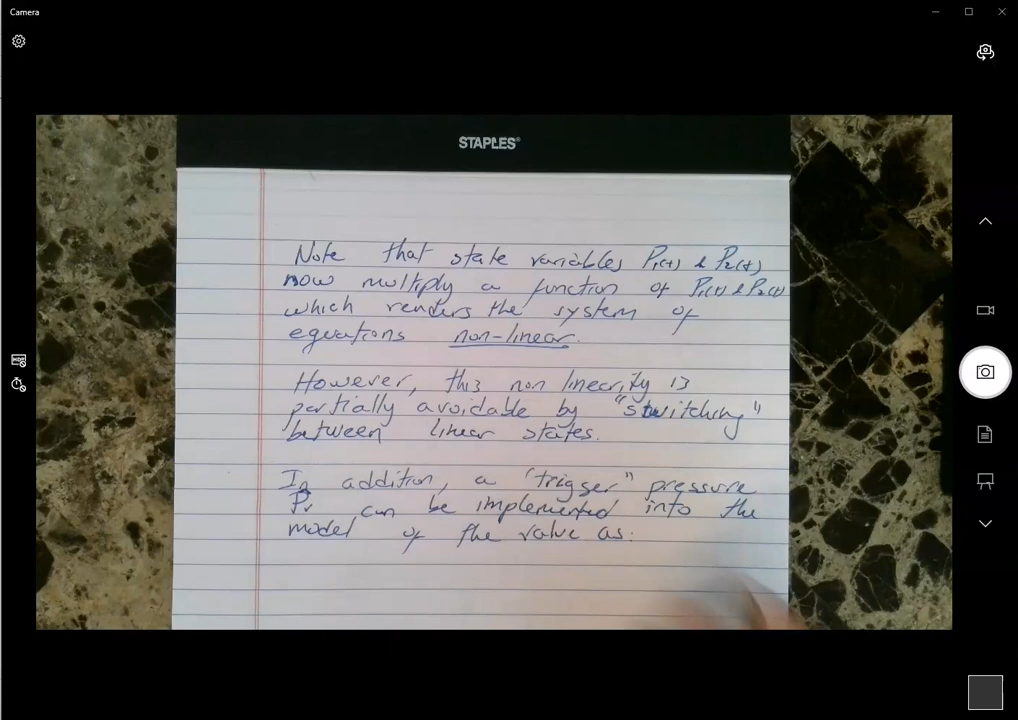 Camera
STAPLES®
Note that state variables P₁(t) & P₂(t)
now multiply a function of P₁(t) & P₂(t)
which renders the system of
equations non-linear.
However, this non linearity is
partially avoidable by "switching"
between linear states.
In addition, a "trigger" pressure
Pᵥ can be implemented into the
model of the valve as: